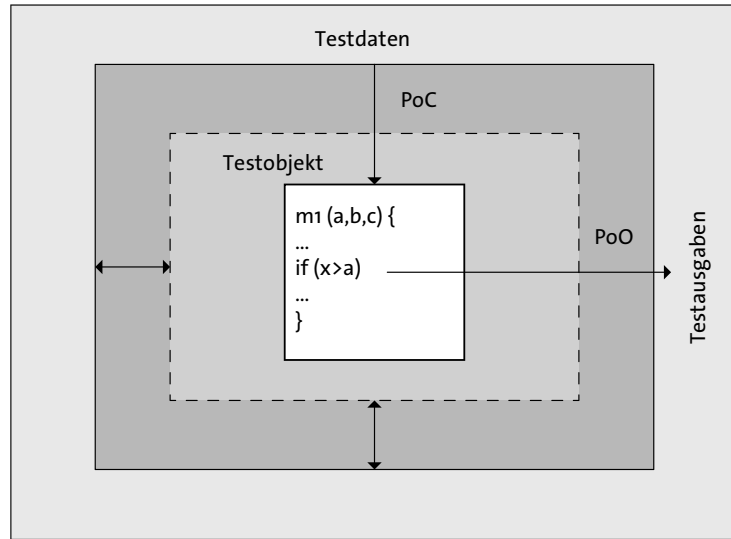 Testdaten
PoC
Testobjekt
m1 (a,b,c) {
...
if (x>a)
...
}
PoO
Testausgaben